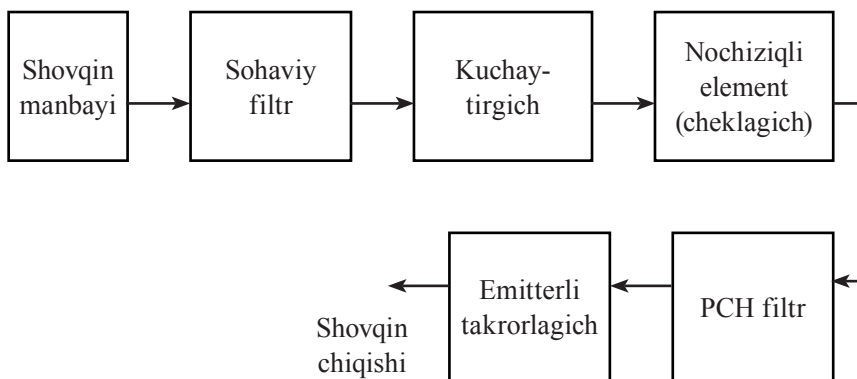 Shovqin
manbayi
Sohaviy
filtr
Kuchay-
tirgich
Nochiziqli
element
(cheklagich)
Shovqin
chiqishi
Emitterli
takrorlagich
PCH filtr